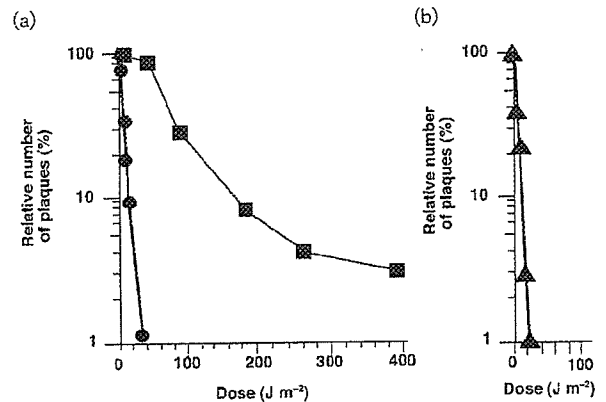 (a)
100
10
1
Relative number
of plaques (%)
0
100
200
300
400
Dose (J m⁻²)
(b)
100
10
1
Relative number
of plaques (%)
0
100
Dose (J m⁻²)